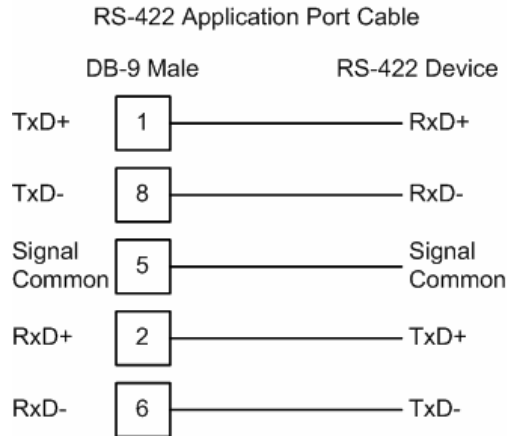 RS-422 Application Port Cable
DB-9 Male RS-422 Device
TxD+ 1 RxD+
TxD- 8 RxD-
Signal Common 5 Signal Common
RxD+ 2 TxD+
RxD- 6 TxD-